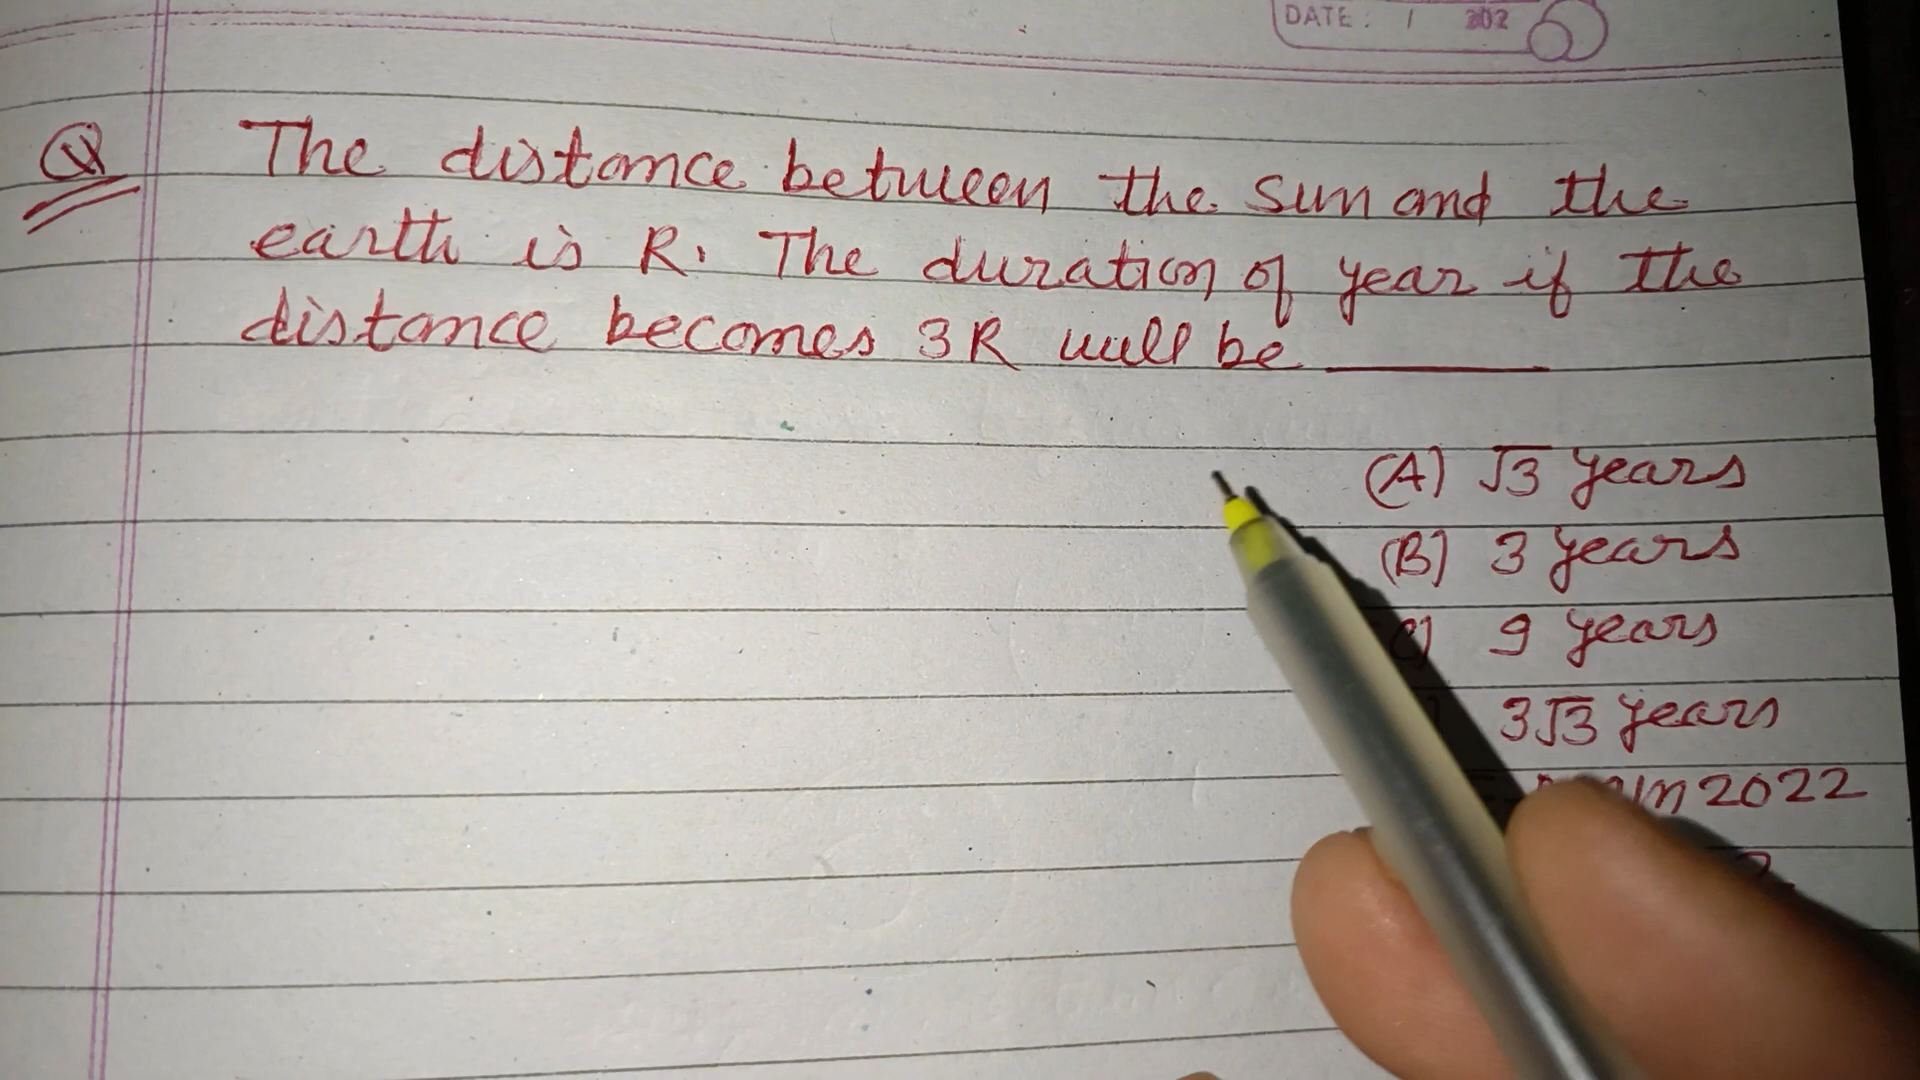 DATE: / 202
Q The distance between the sun and the
earth is R. The duration of year if the
distance becomes 3R will be ______
(A) √3 years
(B) 3 years
C) 9 years
) 3√3 years
2022